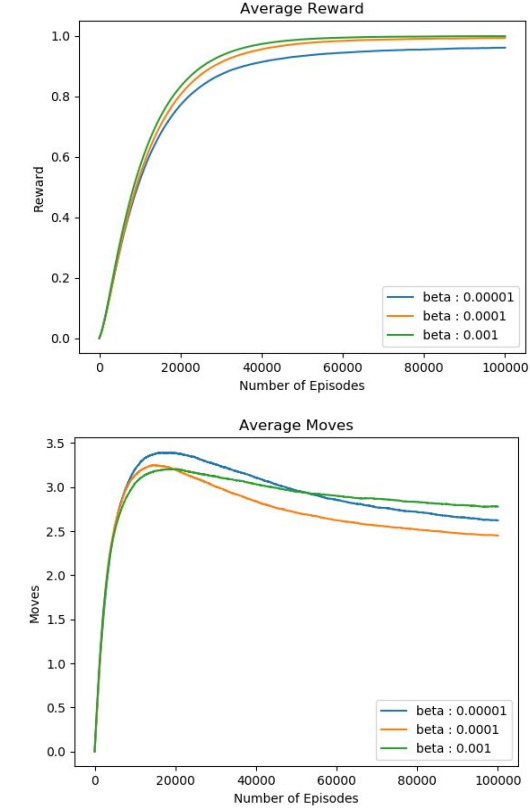 Average Reward
1.0
0.8
0.6
0.4
0.2
0.0
Reward
beta : 0.00001
beta : 0.0001
beta : 0.001
0 20000 40000 60000 80000 100000
Number of Episodes
Average Moves
3.5
3.0
2.5
2.0
1.5
1.0
0.5
0.0
Moves
beta : 0.00001
beta : 0.0001
beta : 0.001
0 20000 40000 60000 80000 100000
Number of Episodes